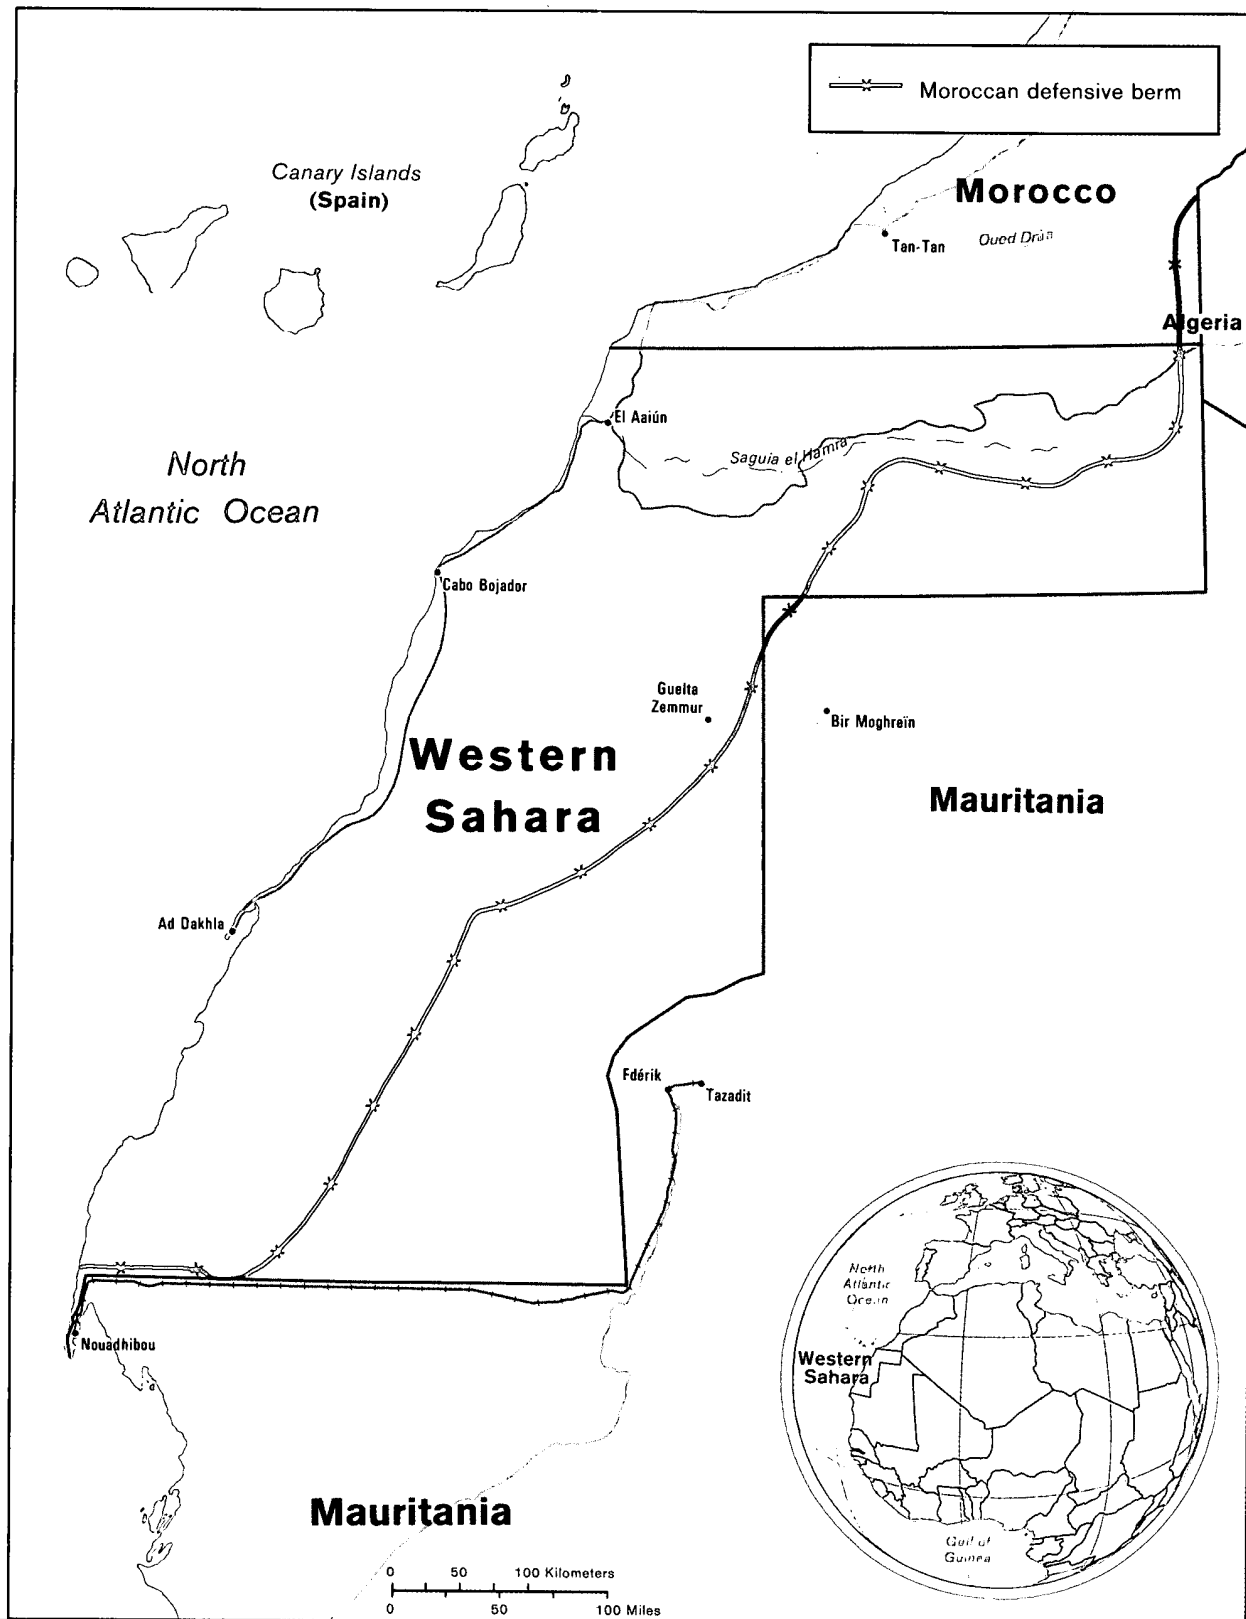 Moroccan defensive berm
Canary Islands
(Spain)
Morocco
Tan-Tan
Oued Drâa
Algeria
El Aaiún
Saguia el Hamra
North
Atlantic Ocean
Cabo Bojador
Guelta
Zemmur
Bir Moghreïn
Western
Sahara
Mauritania
Ad Dakhla
Fdérik
Tazadit
North
Atlantic
Ocean
Western
Sahara
Nouadhibou
Mauritania
Gulf of
Guinea
0 50 100 Kilometers
0 50 100 Miles